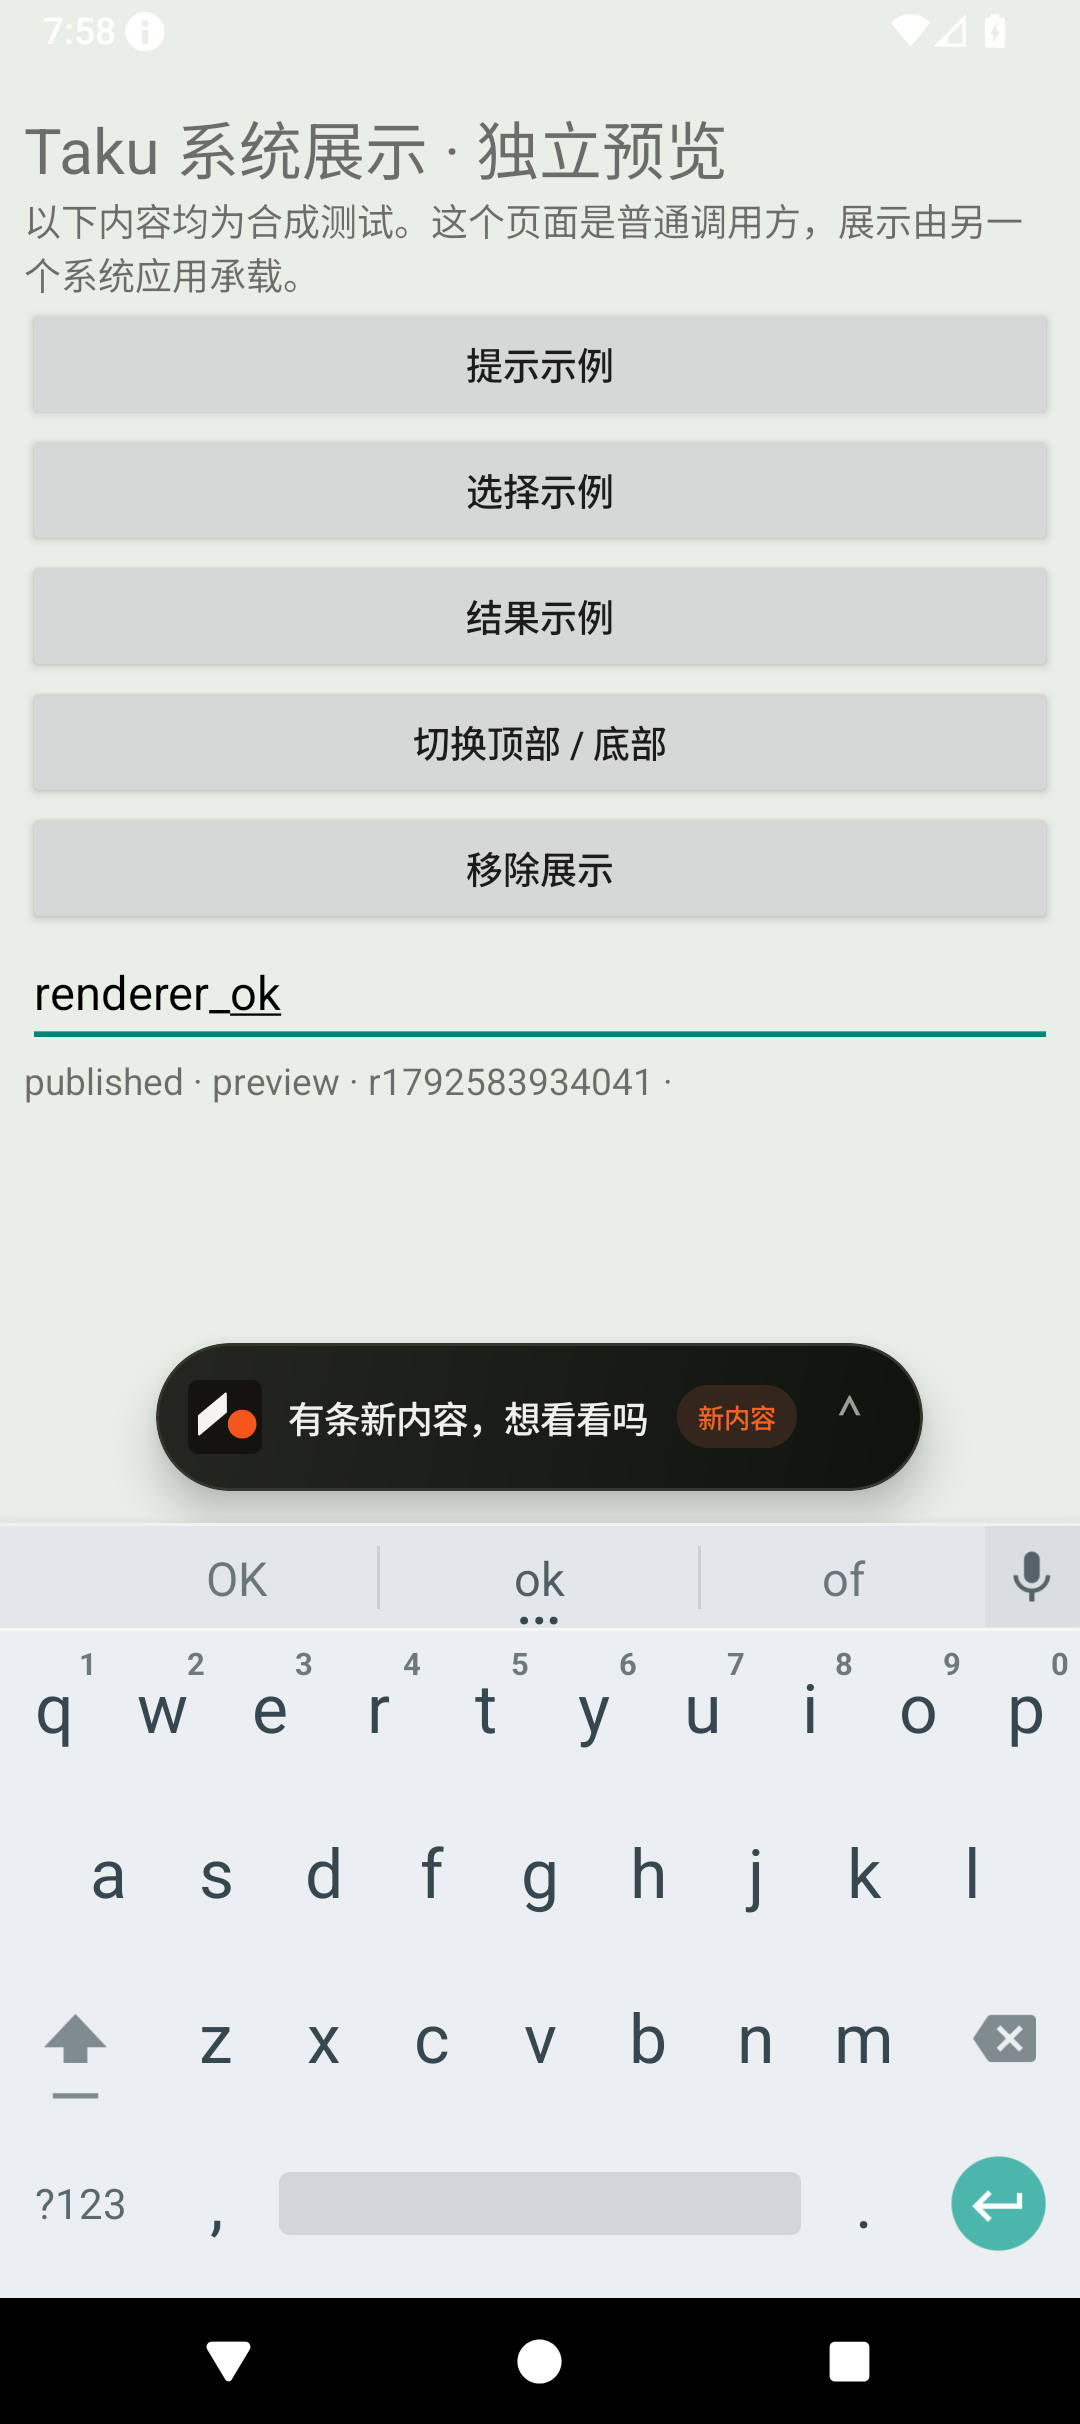 7:58
Taku 系统展示 · 独立预览
以下内容均为合成测试。这个页面是普通调用方，展示由另一
个系统应用承载。
提示示例
选择示例
结果示例
切换顶部 / 底部
移除展示
renderer_ok
published · preview · r1792583934041 ·
有条新内容，想看看吗 新内容 ^
OK ok of
1 2 3 4 5 6 7 8 9 0
q w e r t y u i o p
a s d f g h j k l
z x c v b n m
?123 , .